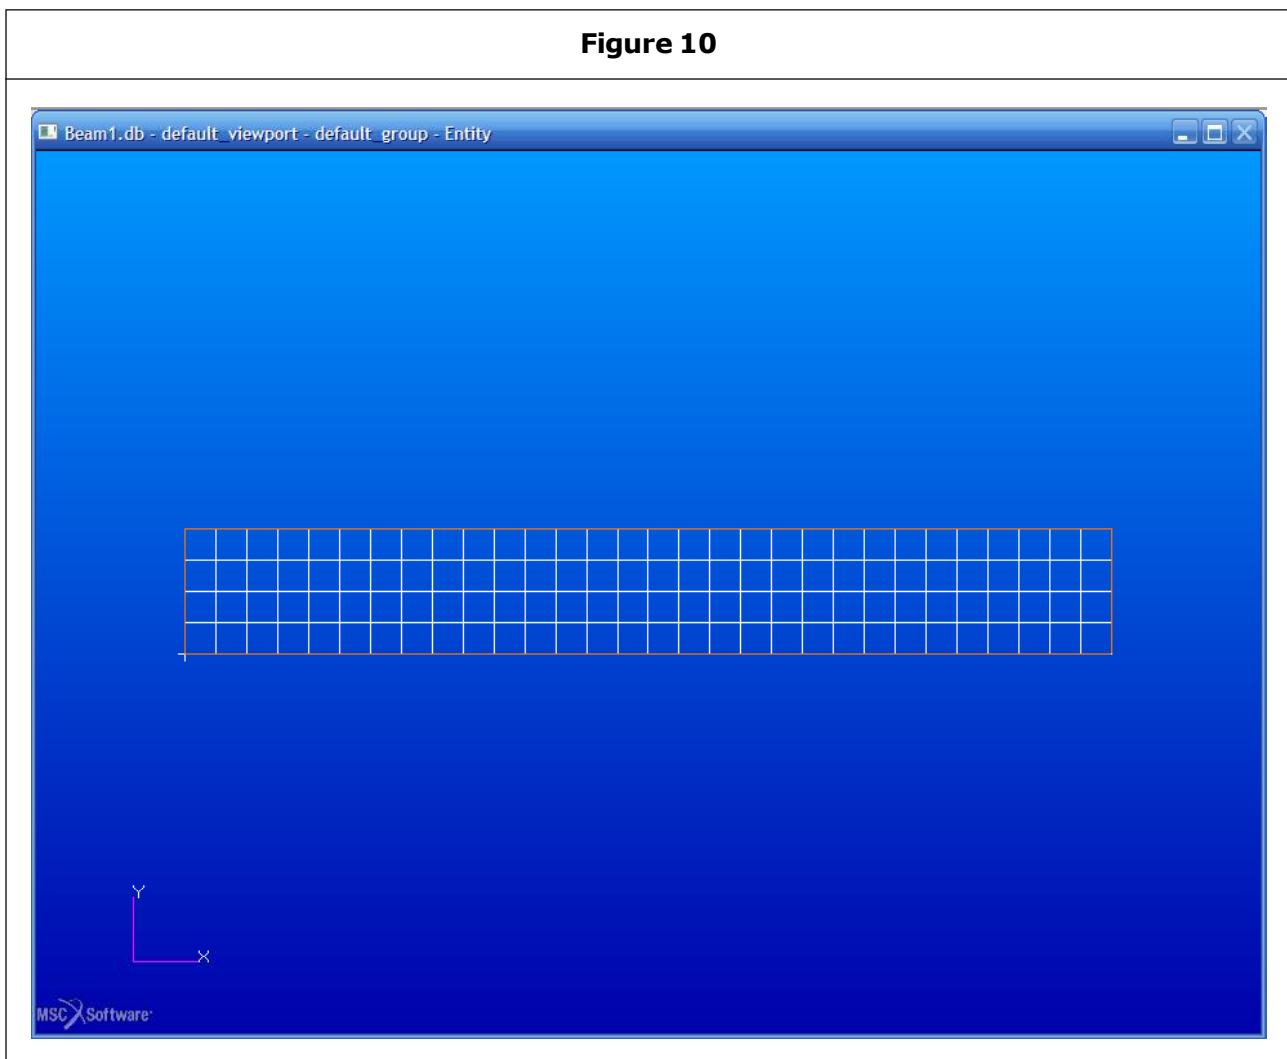 Figure 10
Beam1.db - default_viewport - default_group - Entity
Y
X
MSC Software